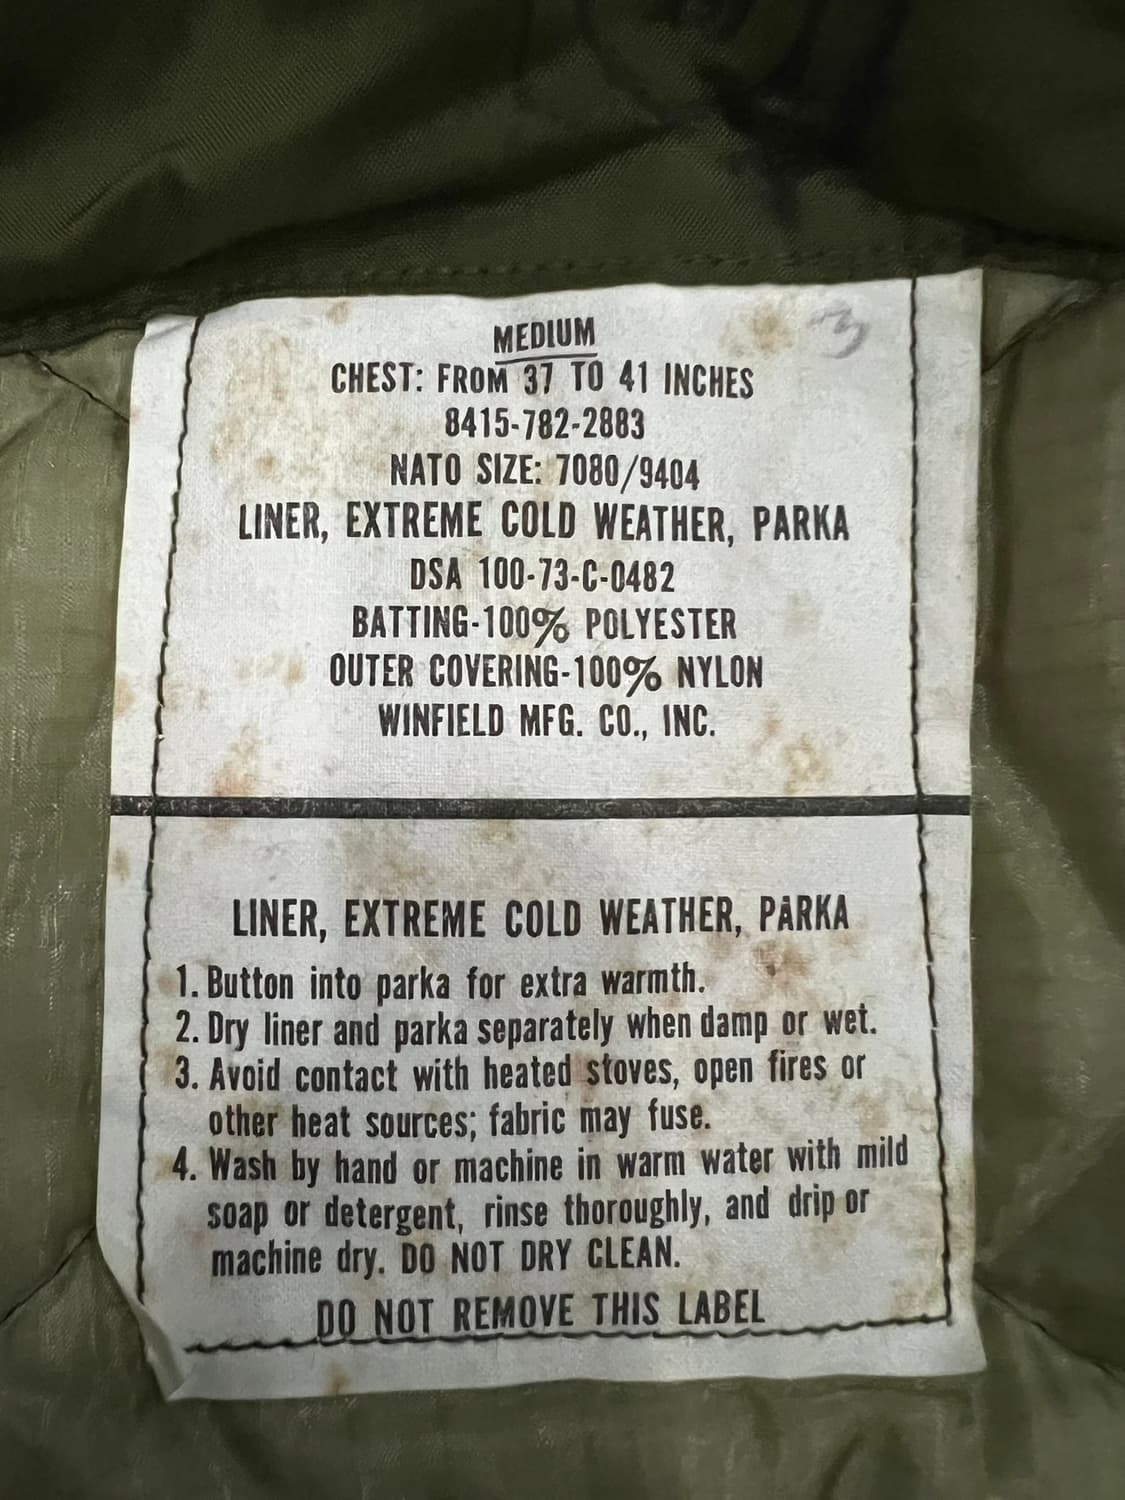 3
MEDIUM
CHEST: FROM 37 TO 41 INCHES
8415-782-2883
NATO SIZE: 7080/9404
LINER, EXTREME COLD WEATHER, PARKA
DSA 100-73-C-0482
BATTING-100% POLYESTER
OUTER COVERING-100% NYLON
WINFIELD MFG. CO., INC.
LINER, EXTREME COLD WEATHER, PARKA
1. Button into parka for extra warmth.
2. Dry liner and parka separately when damp or wet.
3. Avoid contact with heated stoves, open fires or
other heat sources; fabric may fuse.
4. Wash by hand or machine in warm water with mild
soap or detergent, rinse thoroughly, and drip or
machine dry. DO NOT DRY CLEAN.
DO NOT REMOVE THIS LABEL